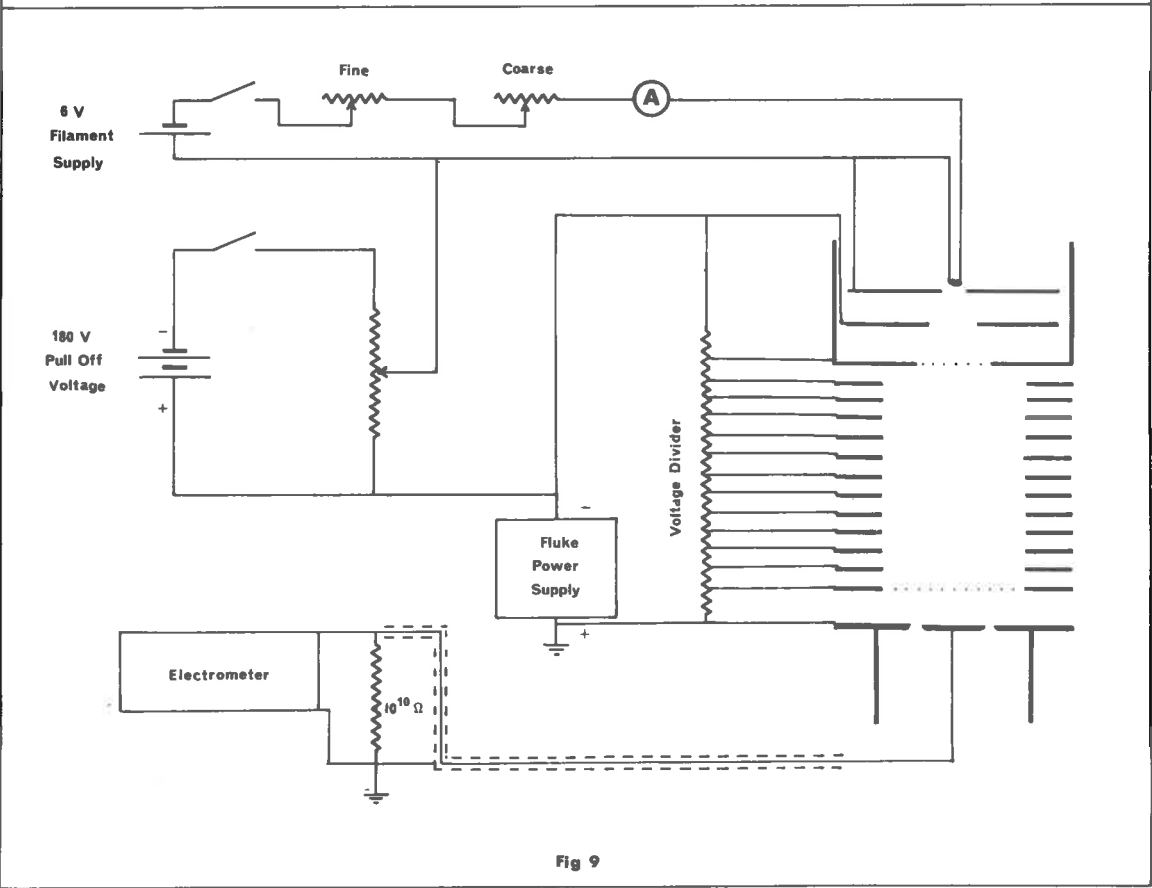 Fine
Coarse
A
6 V
Filament
Supply
−
180 V
Pull Off
Voltage
+
Voltage Divider
−
Fluke
Power
Supply
+
Electrometer
10¹⁰ Ω
Fig 9